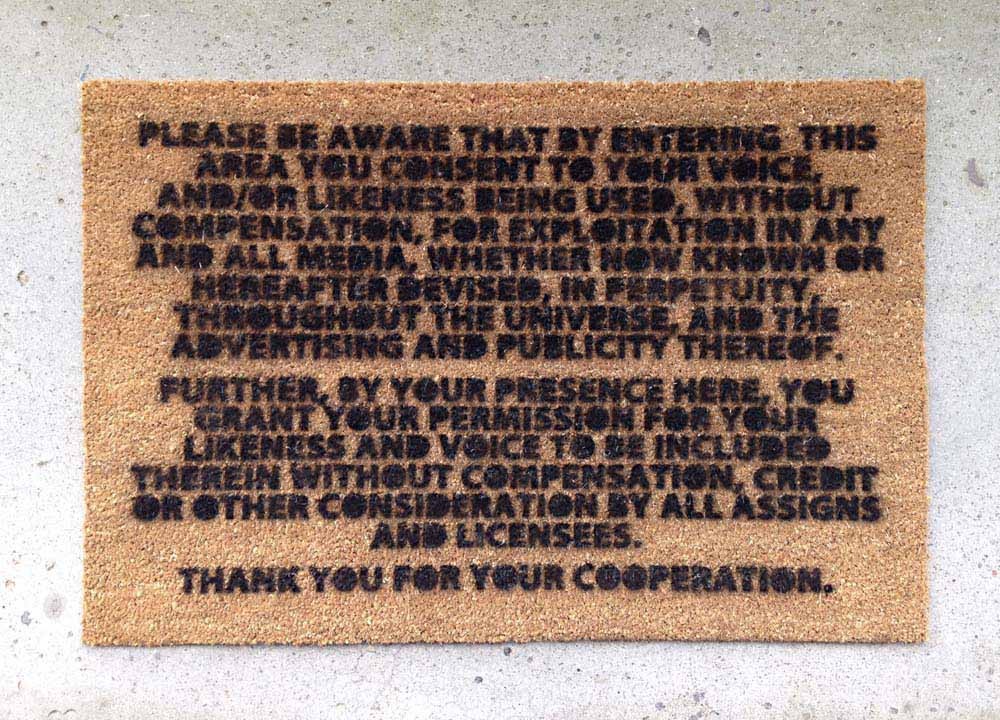 PLEASE BE AWARE THAT BY ENTERING THIS
AREA YOU CONSENT TO YOUR VOICE,
AND/OR LIKENESS BEING USED, WITHOUT
COMPENSATION, FOR EXPLOITATION IN ANY
AND ALL MEDIA, WHETHER NOW KNOWN OR
HEREAFTER DEVISED, IN PERPETUITY,
THROUGHOUT THE UNIVERSE, AND THE
ADVERTISING AND PUBLICITY THEREOF.
FURTHER, BY YOUR PRESENCE HERE, YOU
GRANT YOUR PERMISSION FOR YOUR
LIKENESS AND VOICE TO BE INCLUDED
THEREIN WITHOUT COMPENSATION, CREDIT
OR OTHER CONSIDERATION BY ALL ASSIGNS
AND LICENSEES.
THANK YOU FOR YOUR COOPERATION.